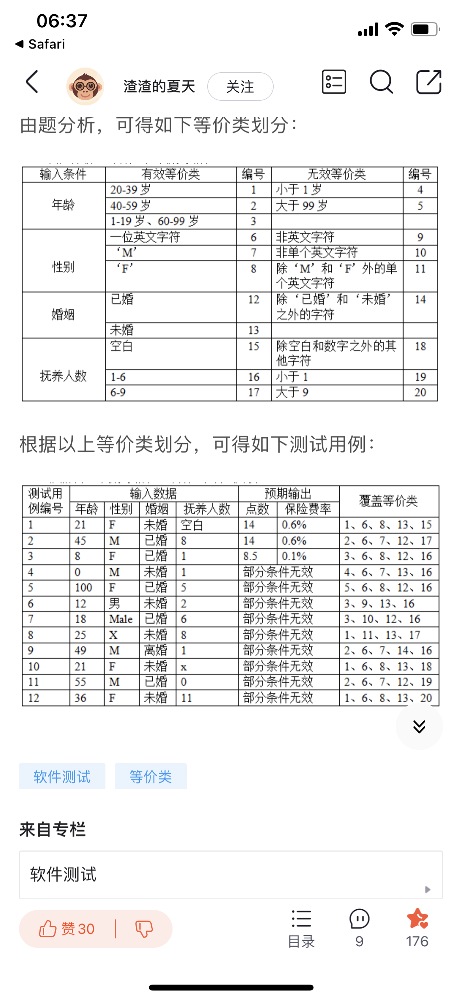 06:37
Safari
渣渣的夏天 关注
由题分析，可得如下等价类划分：
输入条件 有效等价类 编号 无效等价类 编号
年龄 20-39 岁 1 小于 1 岁 4
40-59 岁 2 大于 99 岁 5
1-19 岁、60-99 岁 3
性别 一位英文字符 6 非英文字符 9
‘M’ 7 非单个英文字符 10
‘F’ 8 除‘M’和‘F’外的单个英文字符 11
婚姻 已婚 12 除‘已婚’和‘未婚’之外的字符 14
未婚 13
抚养人数 空白 15 除空白和数字之外的其他字符 18
1-6 16 小于 1 19
6-9 17 大于 9 20
根据以上等价类划分，可得如下测试用例：
测试用例编号 输入数据 预期输出 覆盖等价类
年龄 性别 婚姻 抚养人数 点数 保险费率
1 21 F 未婚 空白 14 0.6% 1、6、8、13、15
2 45 M 已婚 8 14 0.6% 2、6、7、12、17
3 8 F 已婚 1 8.5 0.1% 3、6、8、12、16
4 0 M 未婚 1 部分条件无效 4、6、7、13、16
5 100 F 已婚 5 部分条件无效 5、6、8、12、16
6 12 男 未婚 2 部分条件无效 3、9、13、16
7 18 Male 已婚 6 部分条件无效 3、10、12、16
8 25 X 未婚 8 部分条件无效 1、11、13、17
9 49 M 离婚 1 部分条件无效 2、6、7、14、16
10 21 F 未婚 x 部分条件无效 1、6、8、13、18
11 55 M 已婚 0 部分条件无效 2、6、7、12、19
12 36 F 未婚 11 部分条件无效 1、6、8、13、20
软件测试 等价类
来自专栏
软件测试
赞 30 目录 9 176